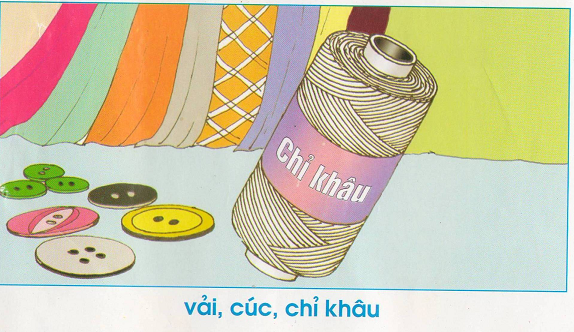 Chỉ khâu
vải, cúc, chỉ khâu